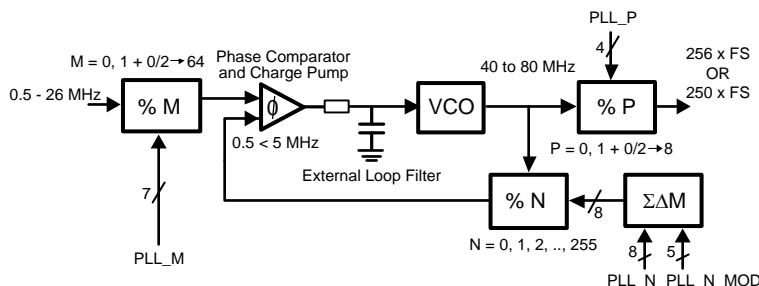 PLL_P
M = 0, 1 + 0/2→64
Phase Comparator
and Charge Pump
4
256 x FS
OR
250 x FS
40 to 80 MHz
0.5 - 26 MHz
% M
ϕ
VCO
% P
0.5 < 5 MHz
P = 0, 1 + 0/2→8
External Loop Filter
7
% N
8
ΣΔM
N = 0, 1, 2, .., 255
8
5
PLL_M
PLL_N
PLL_N_MOD